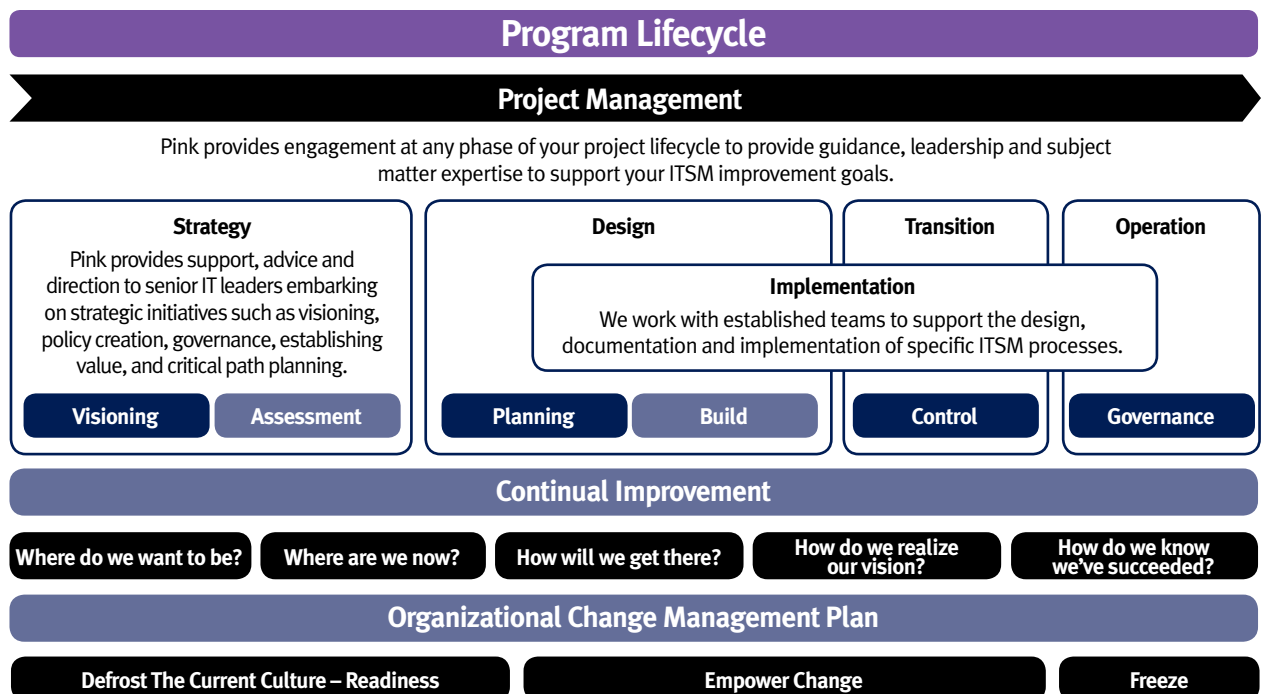 Program Lifecycle
Project Management
Pink provides engagement at any phase of your project lifecycle to provide guidance, leadership and subject
matter expertise to support your ITSM improvement goals.
Strategy
Pink provides support, advice and
direction to senior IT leaders embarking
on strategic initiatives such as visioning,
policy creation, governance, establishing
value, and critical path planning.
Visioning
Assessment
Design
Transition
Operation
Implementation
We work with established teams to support the design,
documentation and implementation of specific ITSM processes.
Planning
Build
Control
Governance
Continual Improvement
Where do we want to be?
Where are we now?
How will we get there?
How do we realize
our vision?
How do we know
we've succeeded?
Organizational Change Management Plan
Defrost The Current Culture – Readiness
Empower Change
Freeze